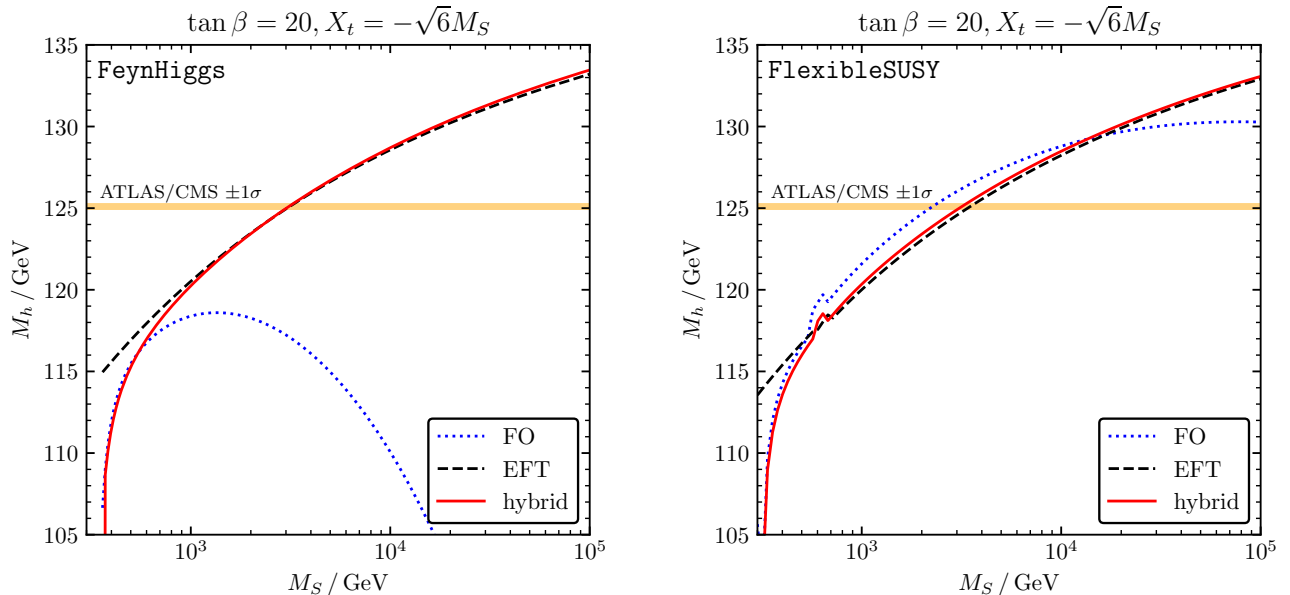 tan β = 20, X_t = −√6M_S
FeynHiggs
ATLAS/CMS ±1σ
M_h / GeV
135
130
125
120
115
110
105
FO
EFT
hybrid
10^3
10^4
10^5
M_S / GeV
tan β = 20, X_t = −√6M_S
FlexibleSUSY
ATLAS/CMS ±1σ
M_h / GeV
135
130
125
120
115
110
105
FO
EFT
hybrid
10^3
10^4
10^5
M_S / GeV